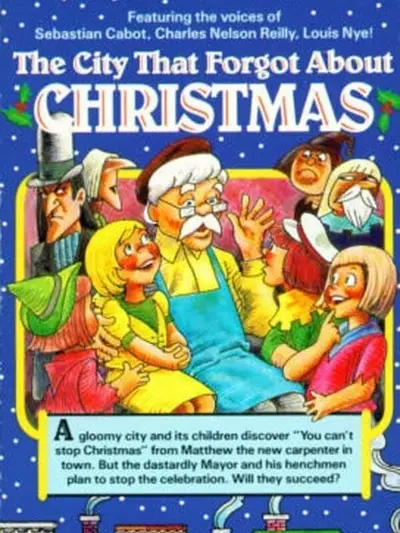 Featuring the voices of
Sebastian Cabot, Charles Nelson Reilly, Louis Nye!
The City That Forgot About
CHRISTMAS
A gloomy city and its children discover "You can't
stop Christmas" from Matthew the new carpenter in
town. But the dastardly Mayor and his henchmen
plan to stop the celebration. Will they succeed?